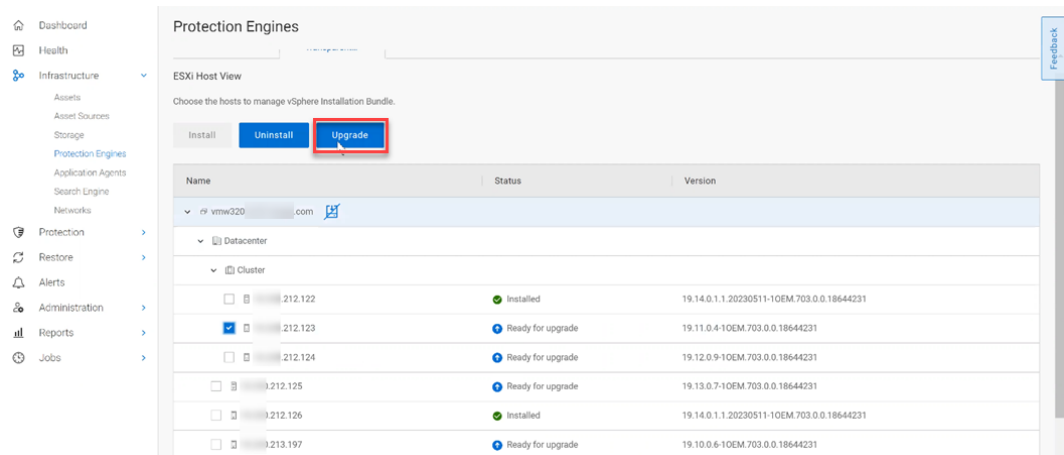 Dashboard
Health
Infrastructure
Assets
Asset Sources
Storage
Protection Engines
Application Agents
Search Engine
Networks
Protection
Restore
Alerts
Administration
Reports
Jobs
Protection Engines
ESXi Host View
Choose the hosts to manage vSphere Installation Bundle.
Install Uninstall Upgrade
Name Status Version
vmw320 .com
Datacenter
Cluster
.212.122 Installed 19.14.0.1.1.20230511-1OEM.703.0.0.18644231
.212.123 Ready for upgrade 19.11.0.4-1OEM.703.0.0.18644231
.212.124 Ready for upgrade 19.12.0.9-1OEM.703.0.0.18644231
.212.125 Ready for upgrade 19.13.0.7-1OEM.703.0.0.18644231
.212.126 Installed 19.14.0.1.1.20230511-1OEM.703.0.0.18644231
.213.197 Ready for upgrade 19.10.0.6-1OEM.703.0.0.18644231
Feedback